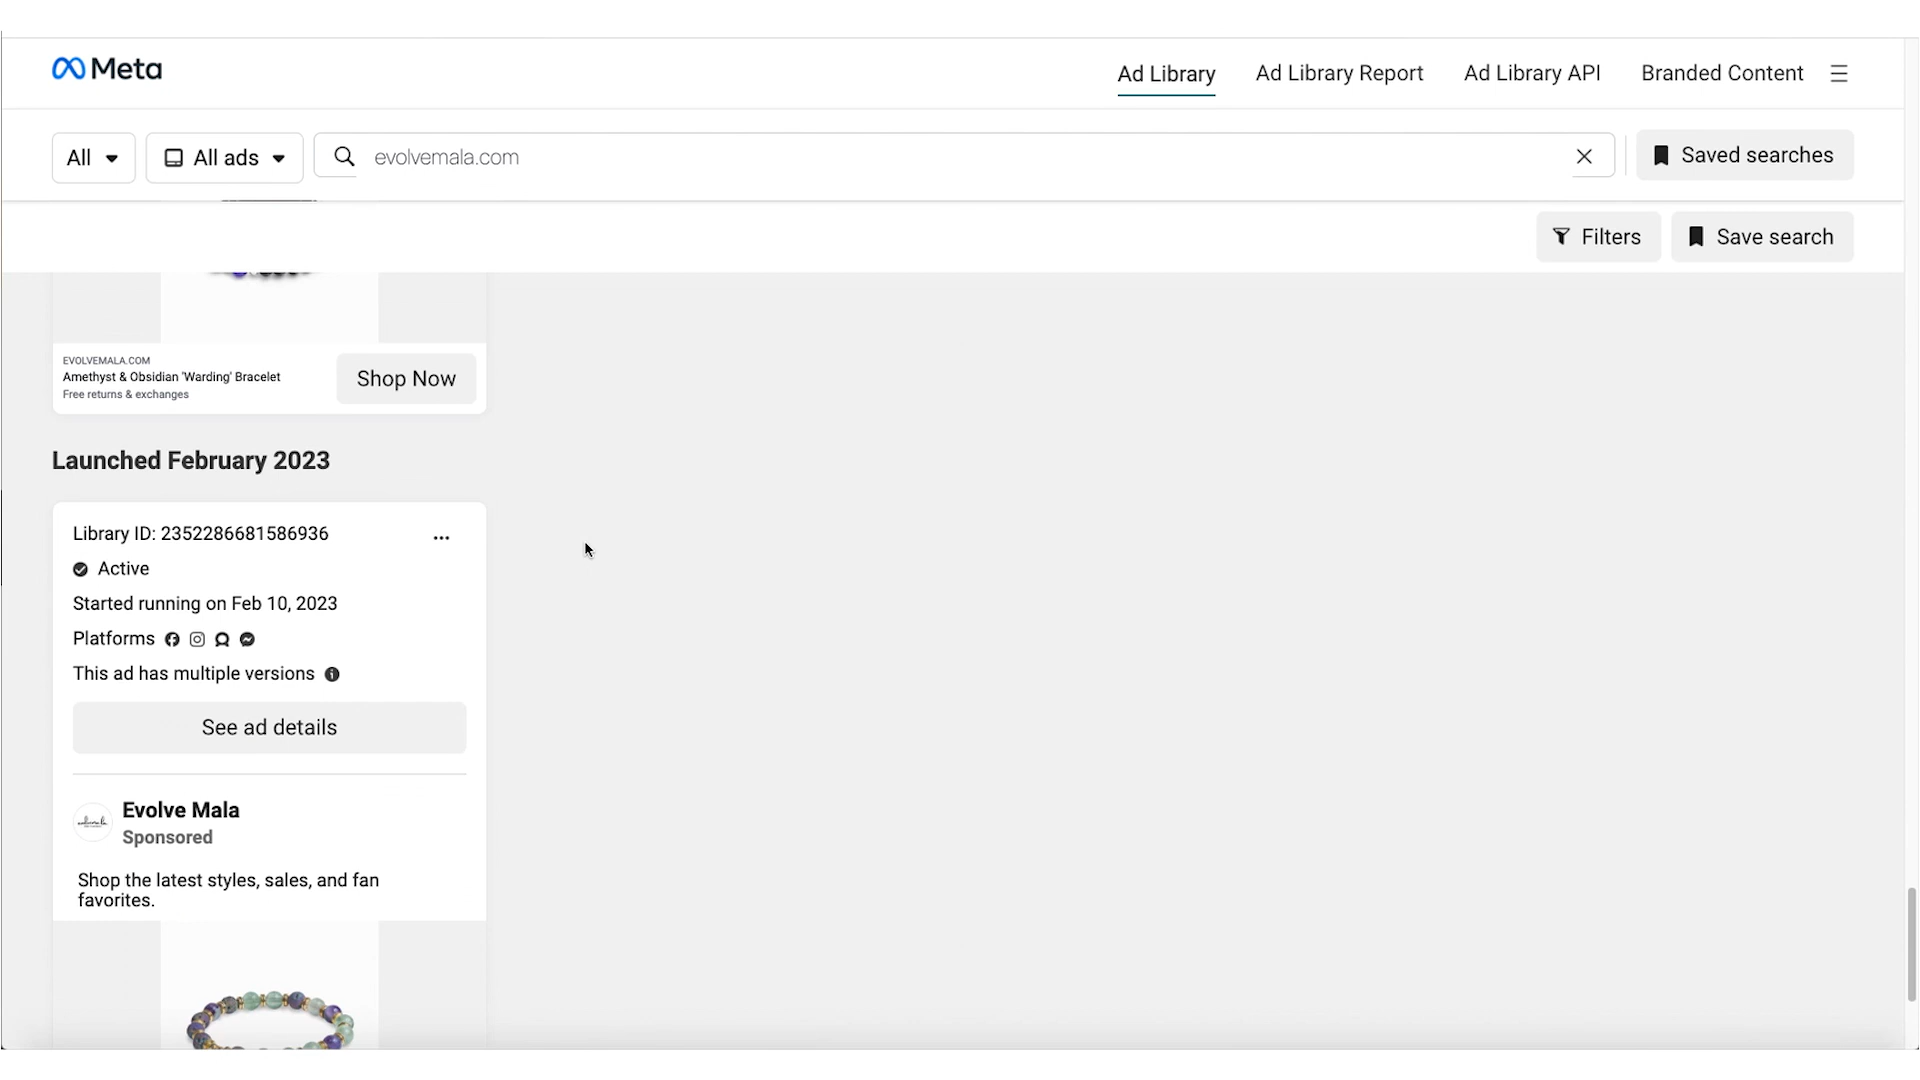 Meta
Ad Library
Ad Library Report
Ad Library API
Branded Content
All
All ads
evolvemala.com
Saved searches
Filters
Save search
EVOLVEMALA.COM
Amethyst & Obsidian 'Warding' Bracelet
Free returns & exchanges
Shop Now
Launched February 2023
Library ID: 2352286681586936
Active
Started running on Feb 10, 2023
Platforms
This ad has multiple versions
See ad details
Evolve Mala
Sponsored
Shop the latest styles, sales, and fan
favorites.